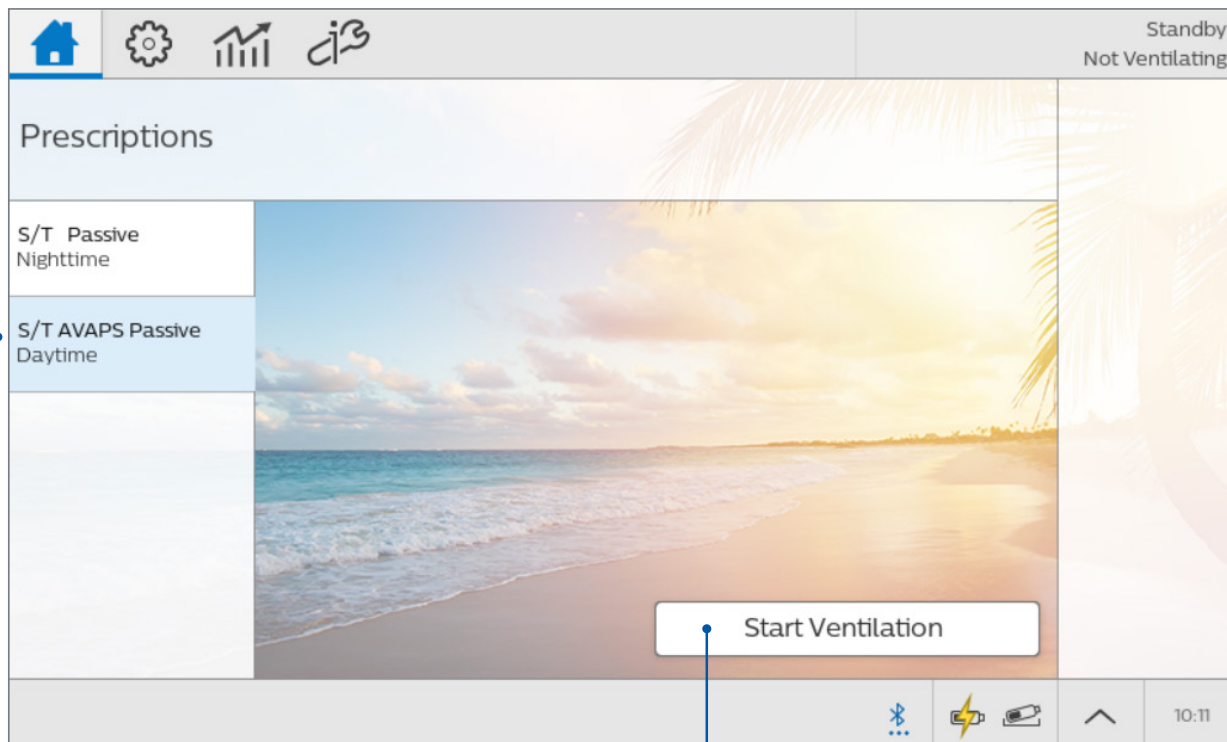 Standby
Not Ventilating
Prescriptions
S/T Passive
Nighttime
S/T AVAPS Passive
Daytime
Start Ventilation
10:11